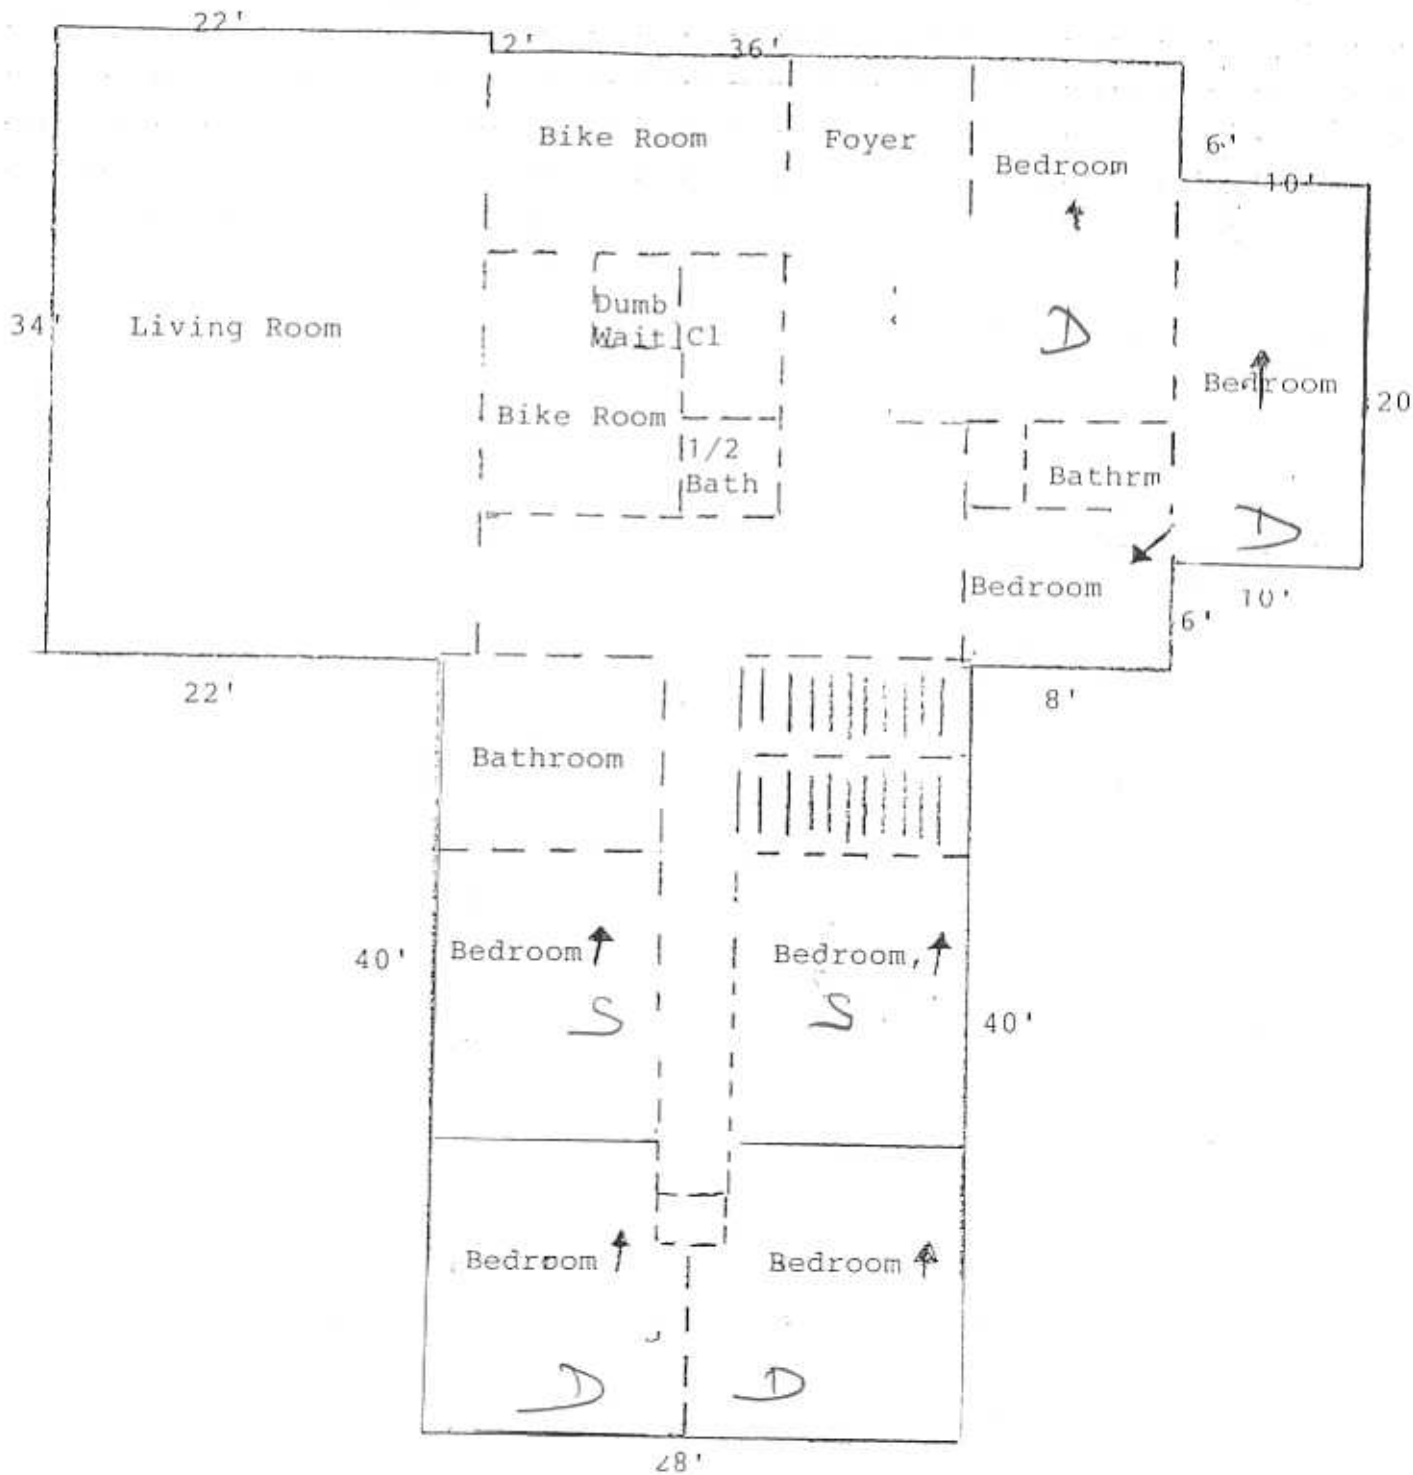 22'
2'
36'
Bike Room
Foyer
Bedroom
6'
10'
34'
Living Room
Dumb
Wait
Cl
D
Bedroom
20
Bike Room
1/2
Bath
Bathrm
D
Bedroom
10'
6'
22'
8'
Bathroom
40'
Bedroom
Bedroom
S
S
40'
Bedroom
Bedroom
D
D
28'